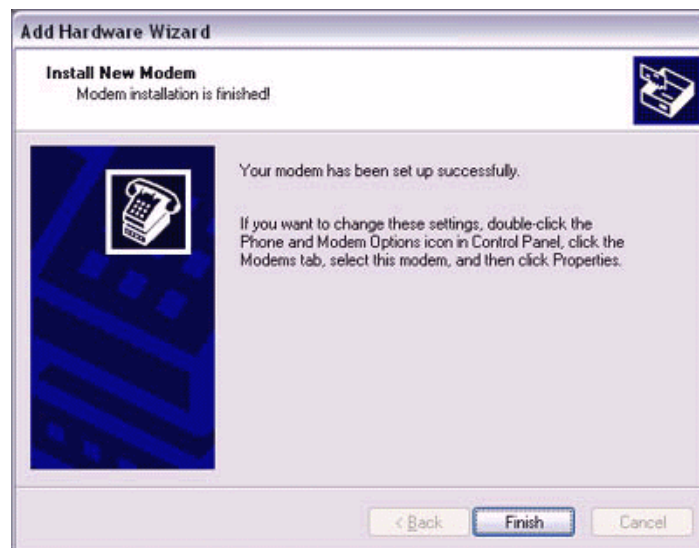 Add Hardware Wizard
Install New Modem
Modem installation is finished!
Your modem has been set up successfully.
If you want to change these settings, double-click the
Phone and Modem Options icon in Control Panel, click the
Modems tab, select this modem, and then click Properties.
< Back Finish Cancel